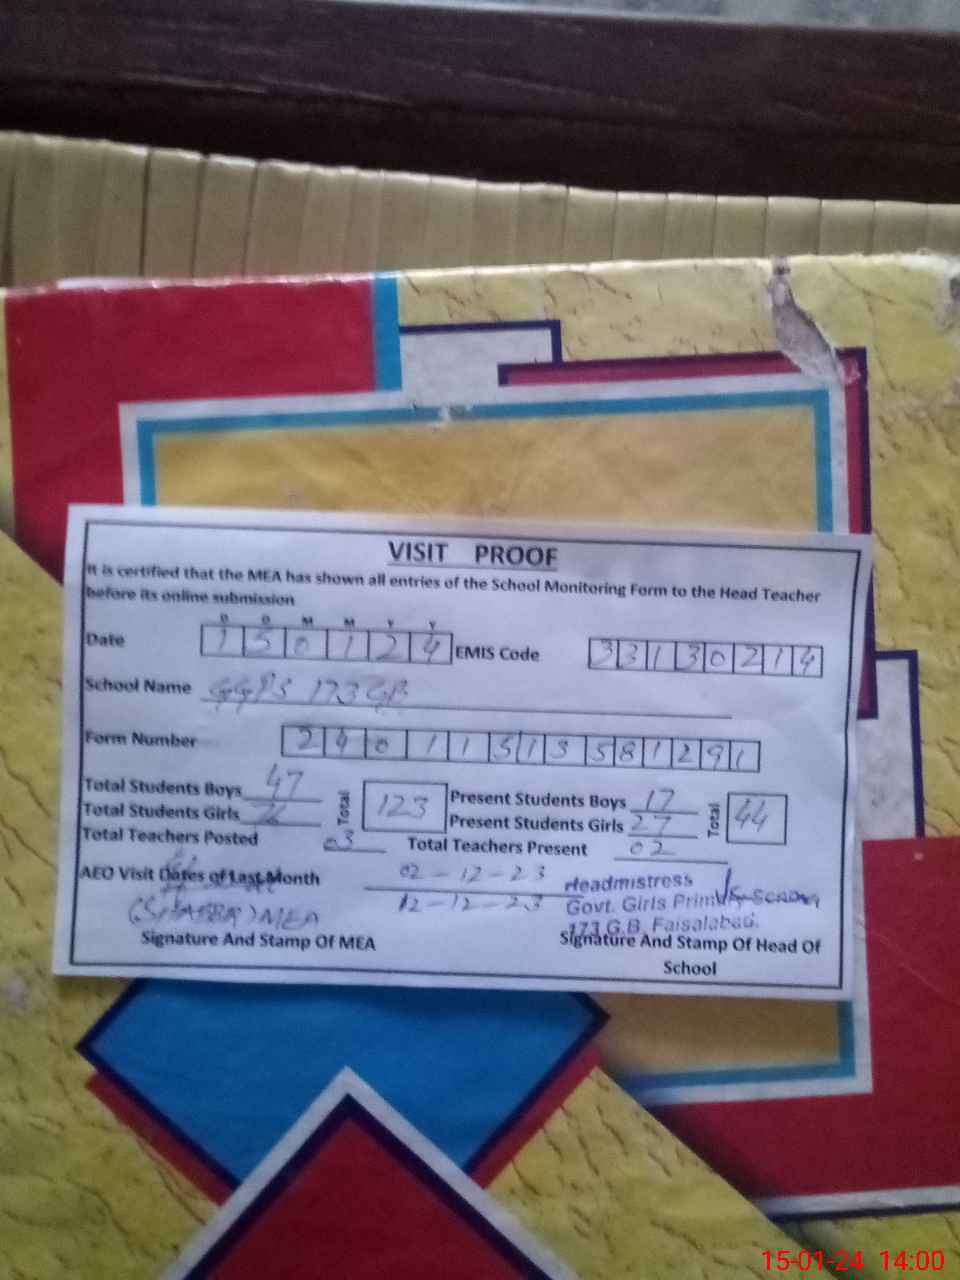 VISIT PROOF
It is certified that the MEA has shown all entries of the School Monitoring Form to the Head Teacher
before its online submission
D D M M Y Y
Date 1 5 0 1 2 4 EMIS Code 3 3 1 3 0 2 1 4
School Name GGPS 173 GB
Form Number 2 4 0 1 1 5 1 3 5 8 1 2 9 1
Total Students Boys 47 Total 123 Present Students Boys 17 Total 44
Total Students Girls Present Students Girls 27
Total Teachers Posted 03 Total Teachers Present 02
AEO Visit Dates of Last Month 02-12-23
12-12-23
Headmistress
Govt. Girls Primary School
173 G.B. Faisalabad.
MEA
Signature And Stamp Of MEA Signature And Stamp Of Head Of
School
15-01-24 14:00